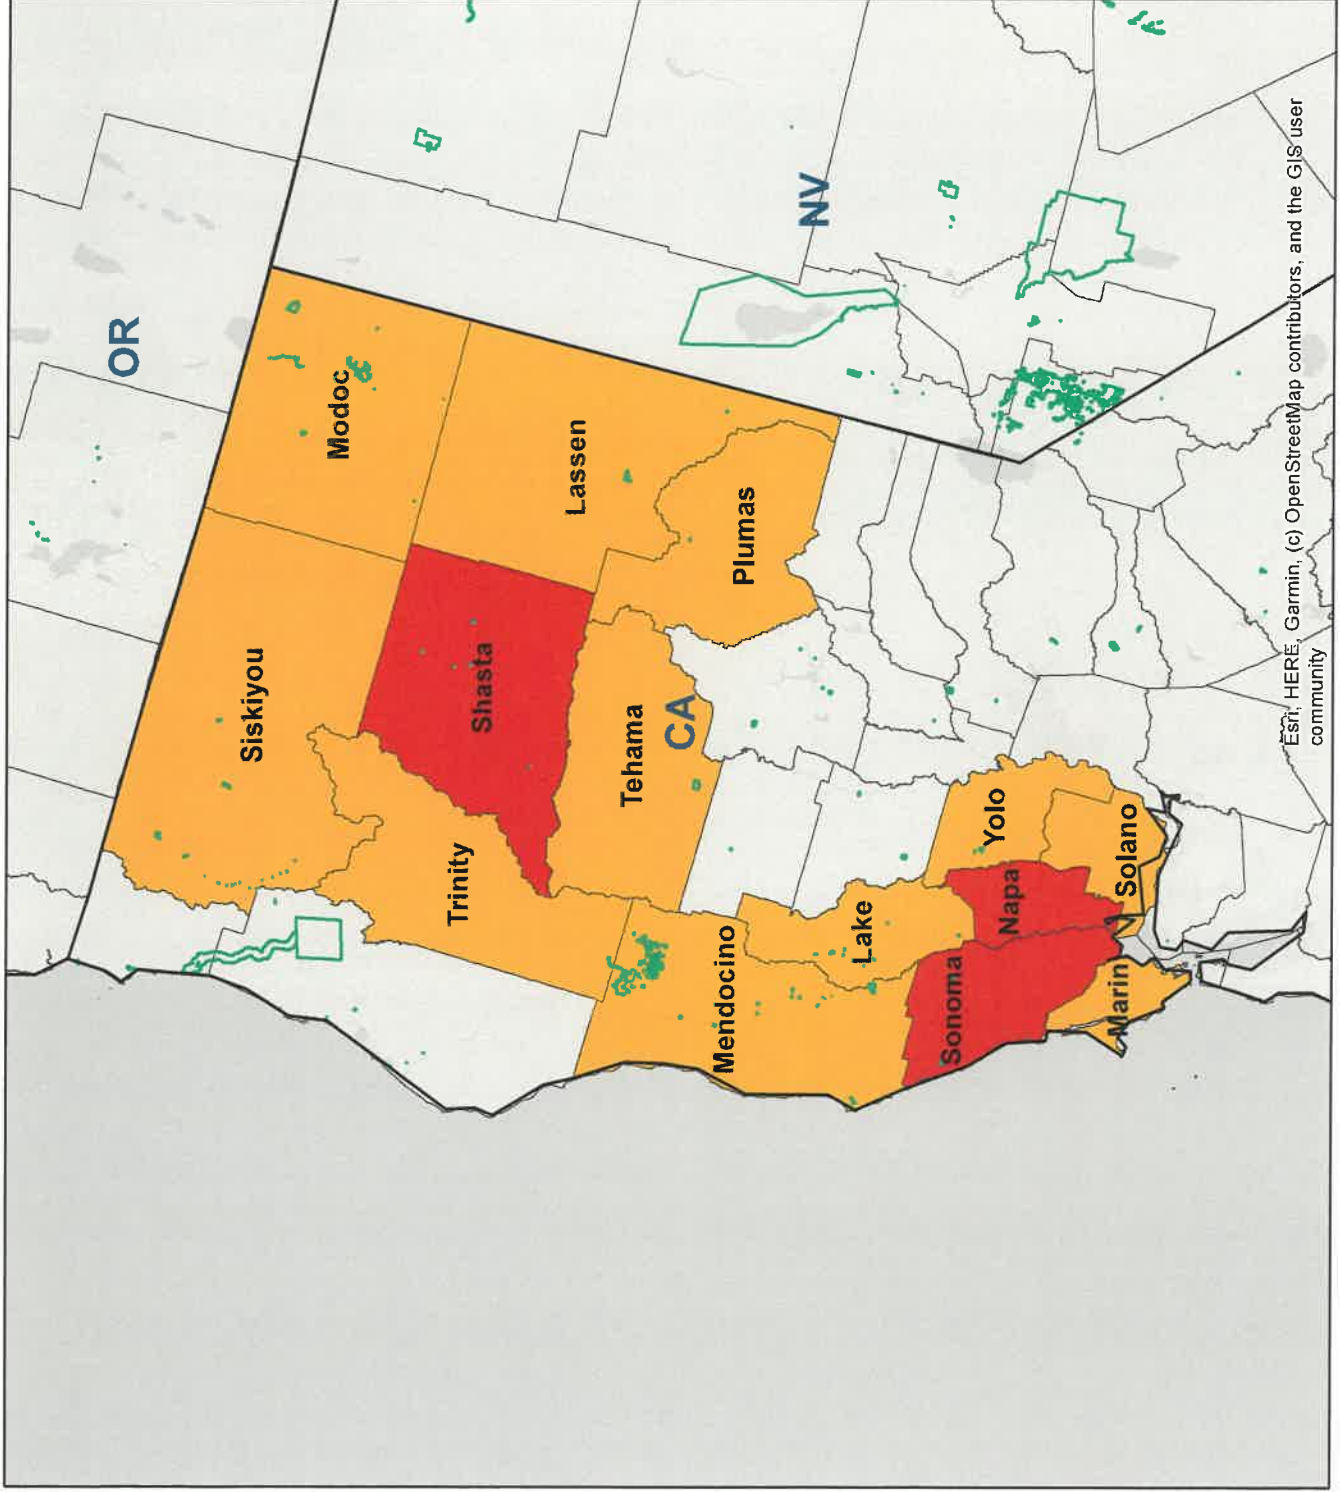 OR
Modoc
Siskiyou
Lassen
Shasta
Trinity
Plumas
Tehama
CA
NV
Mendocino
Lake
Yolo
Napa
Sonoma
Solano
Marin
Esri, HERE, Garmin, (c) OpenStreetMap contributors, and the GIS user
community